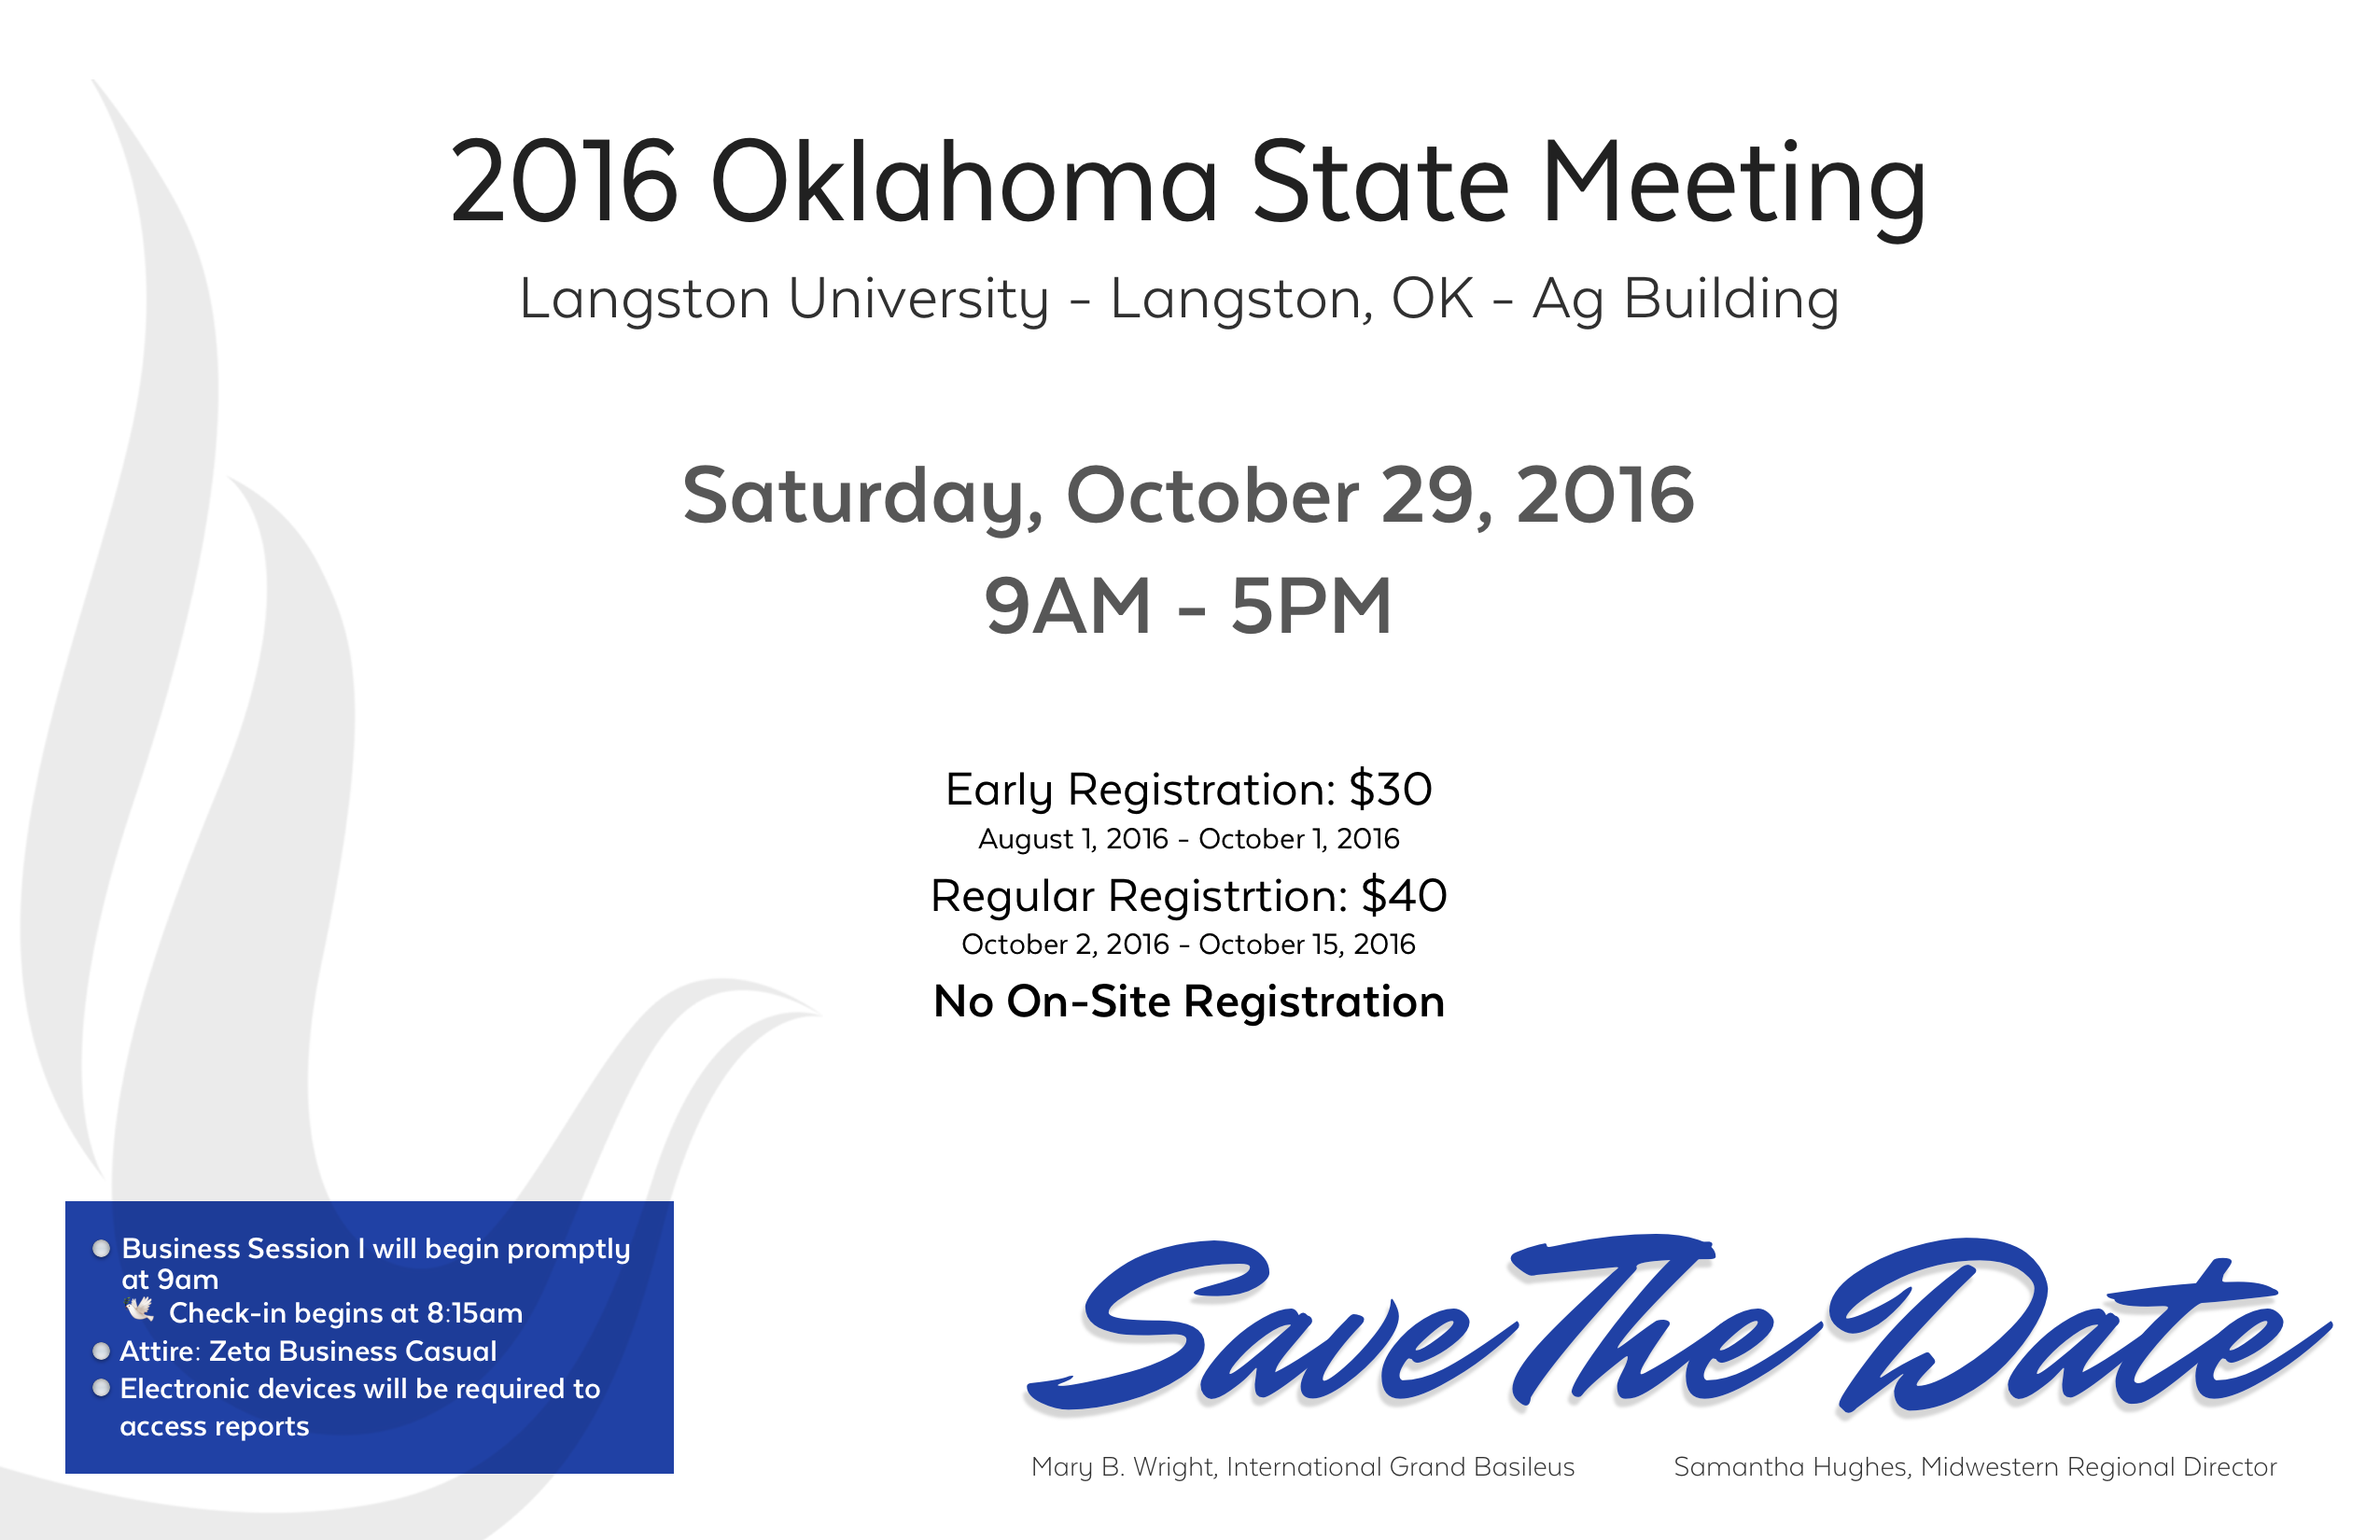 2016 Oklahoma State Meeting
Langston University - Langston, OK - Ag Building
Saturday, October 29, 2016
9AM - 5PM
Early Registration: $30
August 1, 2016 - October 1, 2016
Regular Registrtion: $40
October 2, 2016 - October 15, 2016
No On-Site Registration
Business Session I will begin promptly
at 9am
Check-in begins at 8:15am
Attire: Zeta Business Casual
Electronic devices will be required to
access reports
Save The Date
Mary B. Wright, International Grand Basileus
Samantha Hughes, Midwestern Regional Director